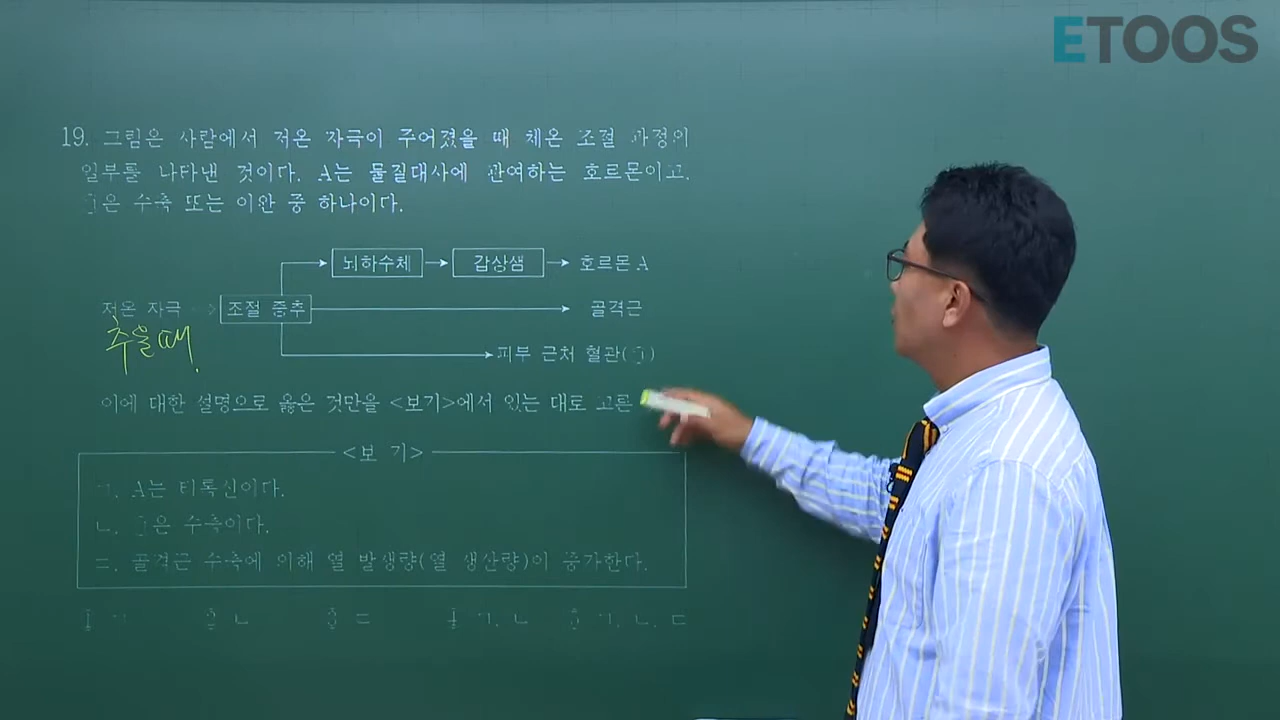 ETOOS
19. 그림은 사람에서 저온 자극이 주어졌을 때 체온 조절 과정의
일부를 나타낸 것이다. A는 물질대사에 관여하는 호르몬이고,
㉠은 수축 또는 이완 중 하나이다.
뇌하수체 갑상샘 호르몬 A
저온 자극 조절 중추 골격근
추울 때.
피부 근처 혈관(㉠)
이에 대한 설명으로 옳은 것만을 <보기>에서 있는 대로 고른
<보 기>
ㄱ. A는 티록신이다.
ㄴ. ㉠은 수축이다.
ㄷ. 골격근 수축에 의해 열 발생량(열 생산량)이 증가한다.
① ㄱ ② ㄴ ③ ㄷ ④ ㄱ, ㄴ ⑤ ㄱ, ㄴ, ㄷ